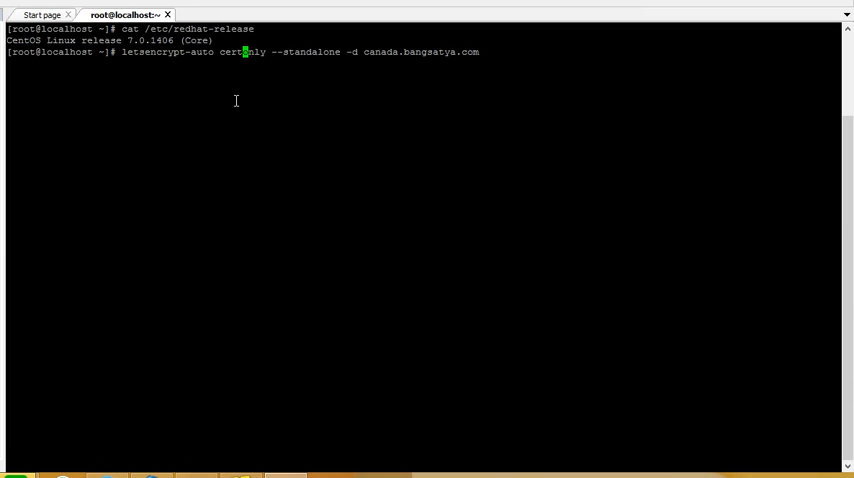 Start page
root@localhost:~
[root@localhost ~]# cat /etc/redhat-release
CentOS Linux release 7.0.1406 (Core)
[root@localhost ~]# letsencrypt-auto certonly --standalone -d canada.bangsatya.com